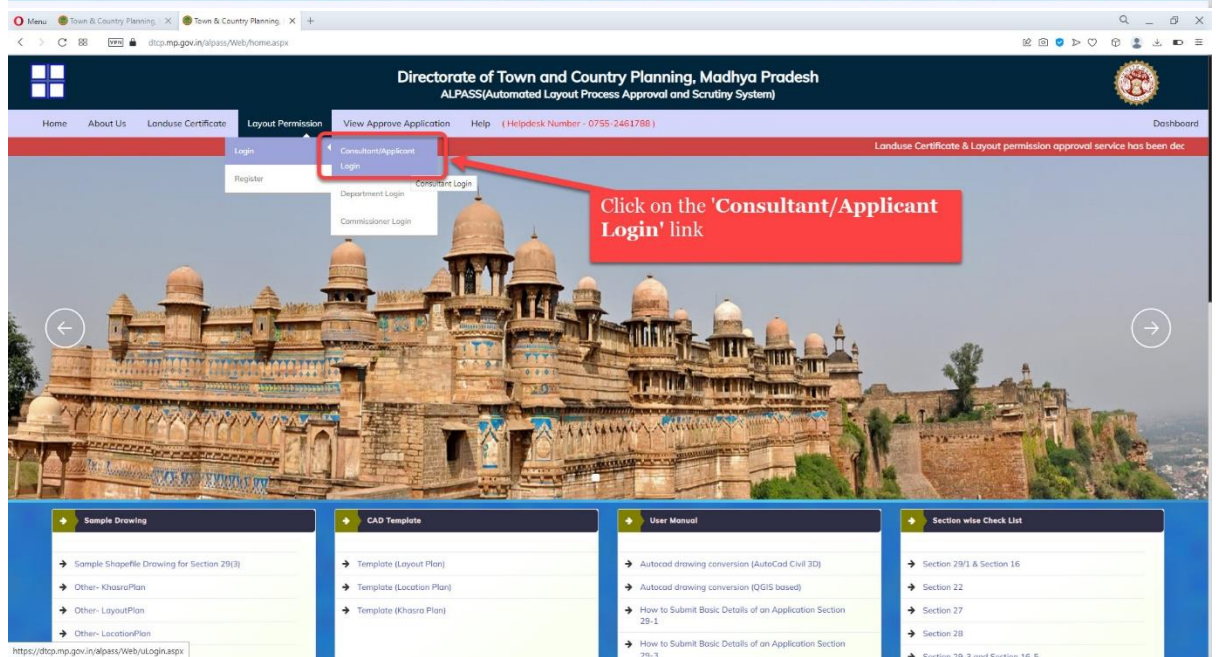 Menu
Town & Country Planning,
Town & Country Planning,
VPN
dtcp.mp.gov.in/alpass/Web/home.aspx
Directorate of Town and Country Planning, Madhya Pradesh
ALPASS(Automated Layout Process Approval and Scrutiny System)
Home About Us Landuse Certificate Layout Permission View Approve Application Help ( Helpdesk Number - 0755-2461788 ) Dashboard
Landuse Certificate & Layout permission approval service has been dec
Login
Register
Consultant/Applicant
Login
Consultant Login
Department Login
Commissioner Login
Click on the 'Consultant/Applicant
Login' link
Sample Drawing
Sample Shapefile Drawing for Section 29(3)
Other- KhasraPlan
Other- LayoutPlan
Other- LocationPlan
CAD Template
Template (Layout Plan)
Template (Location Plan)
Template (Khasra Plan)
User Manual
Autocad drawing conversion (AutoCad Civil 3D)
Autocad drawing conversion (QGIS based)
How to Submit Basic Details of an Application Section
29-1
How to Submit Basic Details of an Application Section
29-3
Section wise Check List
Section 29/1 & Section 16
Section 22
Section 27
Section 28
Section 29-3 and Section 16-5
https://dtcp.mp.gov.in/alpass/Web/uLogin.aspx